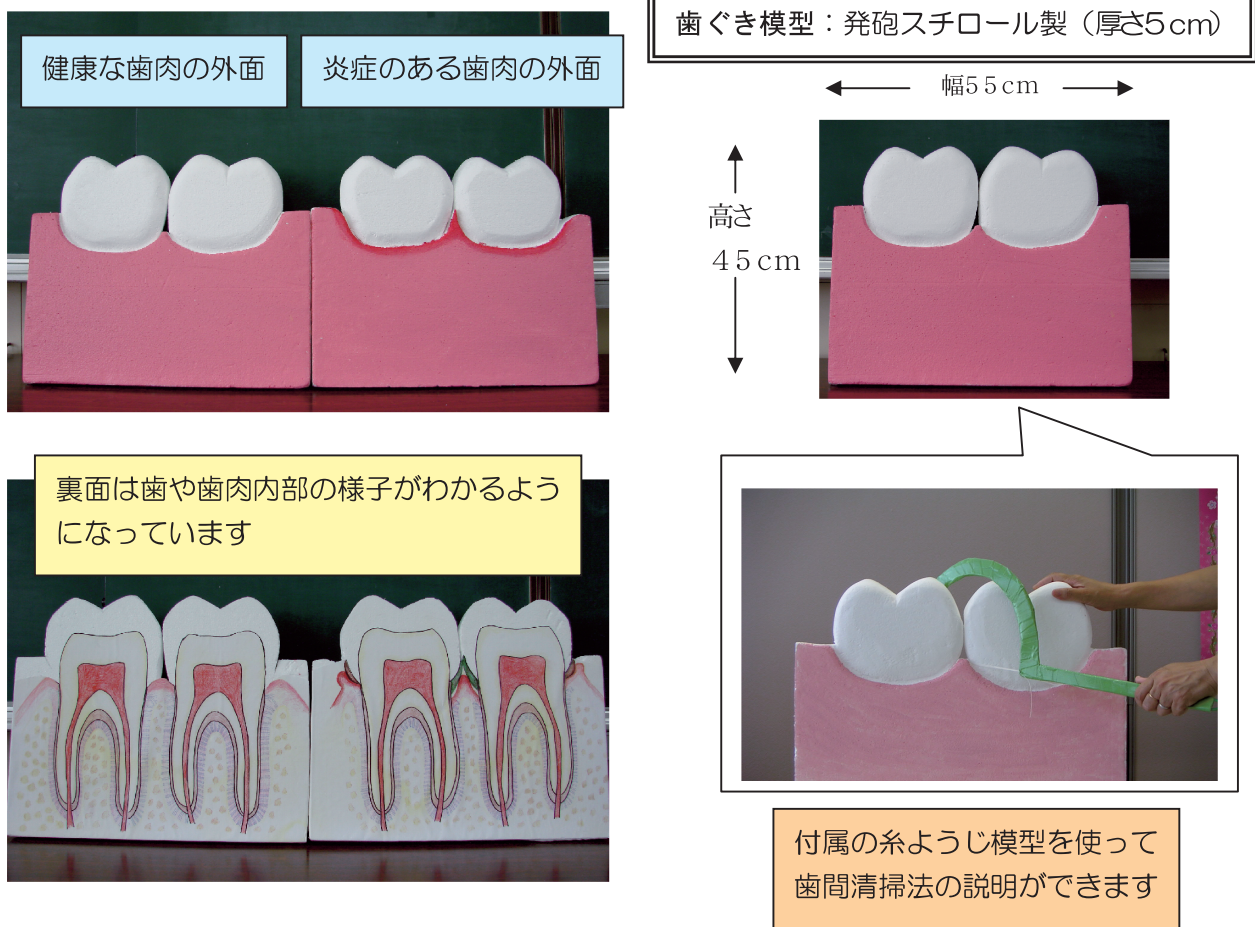 歯ぐき模型：発砲スチロール製（厚さ5cm）
健康な歯肉の外面
炎症のある歯肉の外面
幅55cm
高さ
45cm
裏面は歯や歯肉内部の様子がわかるよう
になっています
付属の糸ようじ模型を使って
歯間清掃法の説明ができます